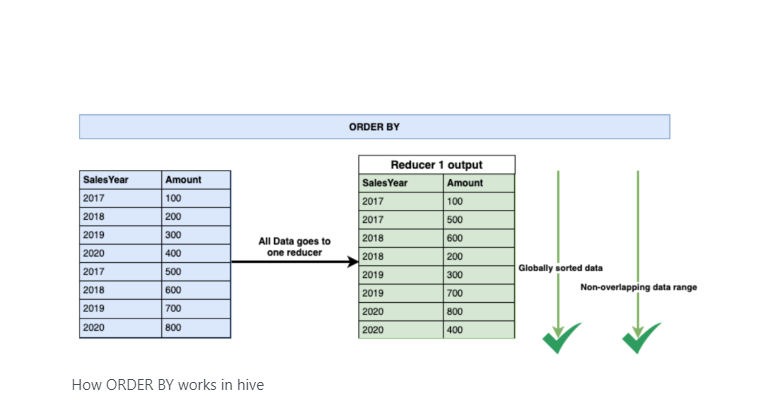 ORDER BY
SalesYear Amount
2017 100
2018 200
2019 300
2020 400
2017 500
2018 600
2019 700
2020 800
All Data goes to
one reducer
Reducer 1 output
SalesYear Amount
2017 100
2017 500
2018 600
2018 200
2019 300
2019 700
2020 800
2020 400
Globally sorted data
Non-overlapping data range
How ORDER BY works in hive